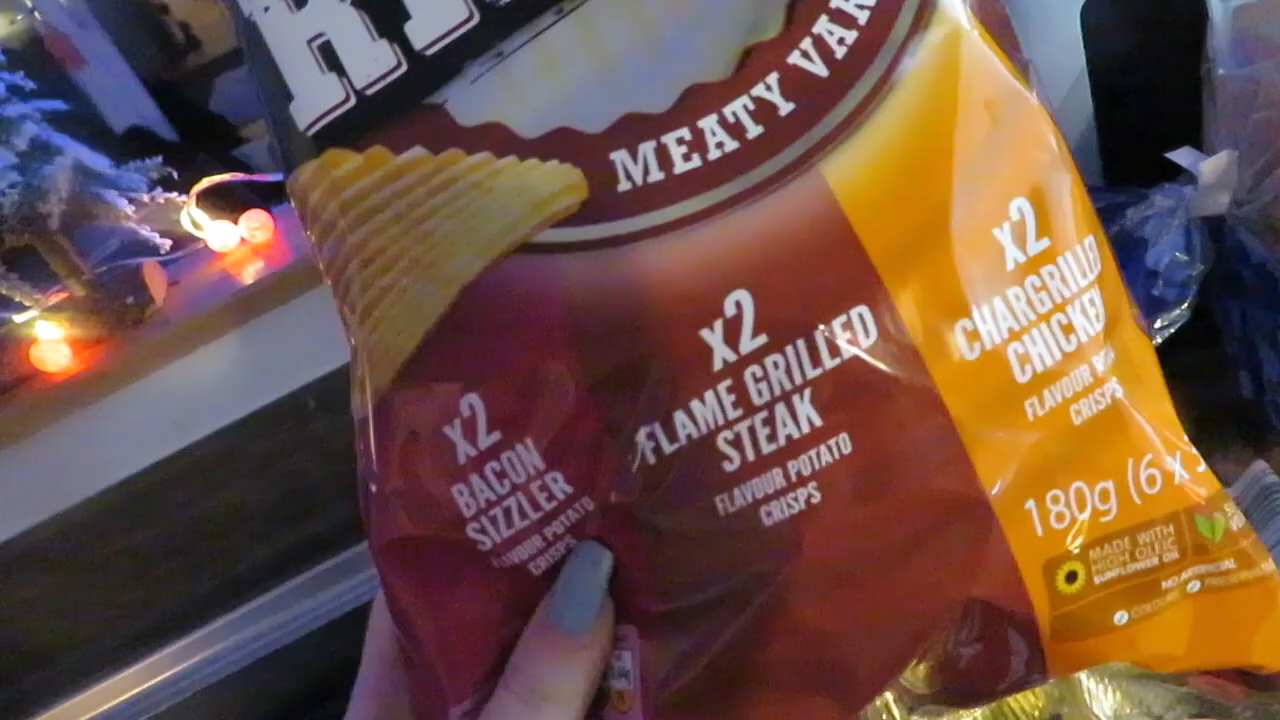 MEATY
x2
BACON
SIZZLER
FLAVOUR POTATO
CRISPS
x2
FLAME GRILLED
STEAK
FLAVOUR POTATO
CRISPS
x2
CHARGRILLED
CHICKEN
FLAVOUR
CRISPS
180g (6 x
MADE WITH
HIGH OLEIC
SUNFLOWER OIL
NO ARTIFICIAL